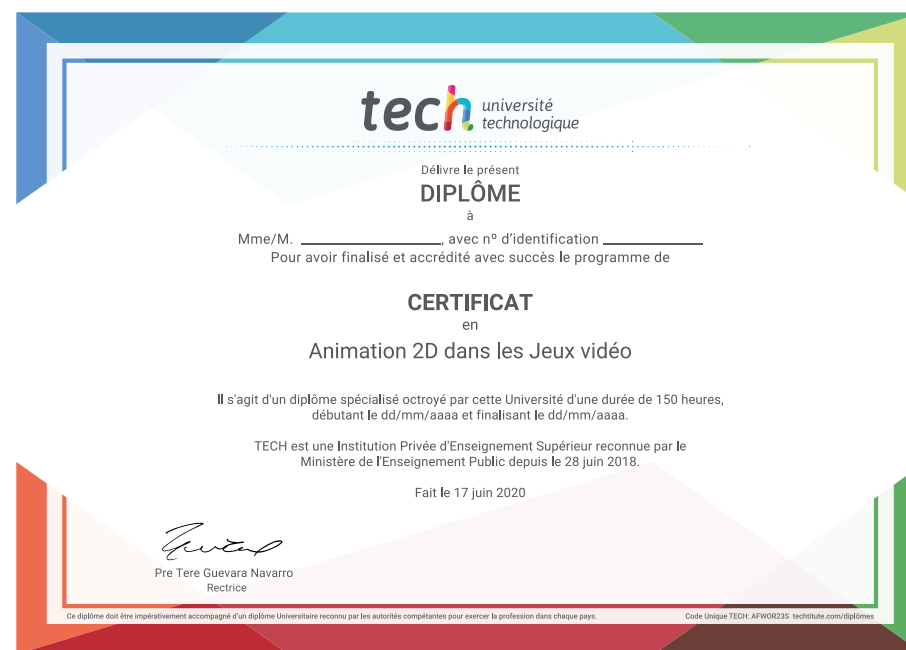 tech université
technologique
Délivre le présent
DIPLÔME
à
Mme/M. ____________________, avec nº d'identification ______________
Pour avoir finalisé et accrédité avec succès le programme de
CERTIFICAT
en
Animation 2D dans les Jeux vidéo
Il s'agit d'un diplôme spécialisé octroyé par cette Université d'une durée de 150 heures,
débutant le dd/mm/aaaa et finalisant le dd/mm/aaaa.
TECH est une Institution Privée d'Enseignement Supérieur reconnue par le
Ministère de l'Enseignement Public depuis le 28 juin 2018.
Fait le 17 juin 2020
Pre Tere Guevara Navarro
Rectrice
Ce diplôme doit être impérativement accompagné d'un diplôme Universitaire reconnu par les autorités compétentes pour exercer la profession dans chaque pays.
Code Unique TECH: AFWOR23S techtitute.com/diplômes